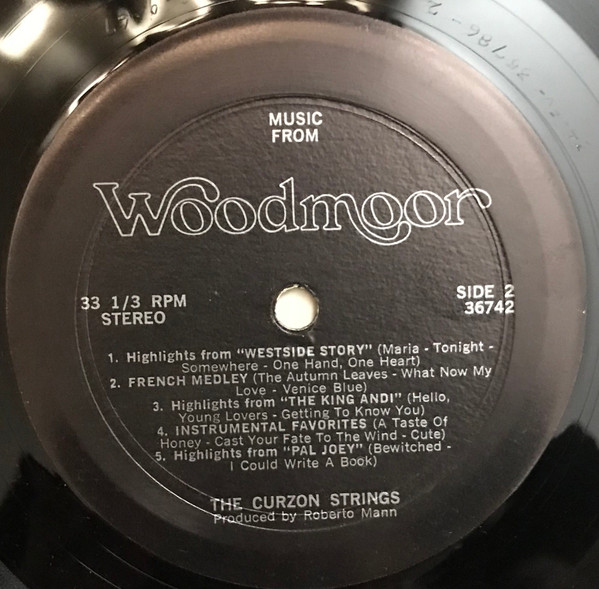 MUSIC
FROM
Woodmoor
33 1/3 RPM
STEREO
SIDE 2
36742
1. Highlights from "WESTSIDE STORY" (Maria - Tonight -
Somewhere - One Hand, One Heart)
2. FRENCH MEDLEY (The Autumn Leaves - What Now My
Love - Venice Blue)
3. Highlights from "THE KING ANDI" (Hello,
Young Lovers - Getting To Know You)
4. INSTRUMENTAL FAVORITES (A Taste Of
Honey - Cast Your Fate To The Wind - Cute)
5. Highlights from "PAL JOEY" (Bewitched -
I Could Write A Book)
THE CURZON STRINGS
Produced by Roberto Mann